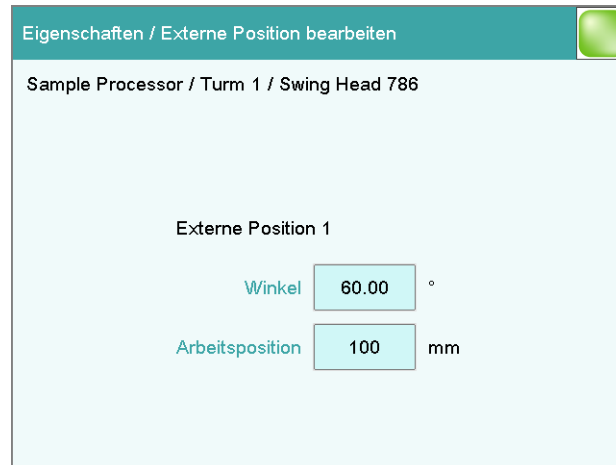 Eigenschaften / Externe Position bearbeiten
Sample Processor / Turm 1 / Swing Head 786
Externe Position 1
Winkel 60.00 °
Arbeitsposition 100 mm